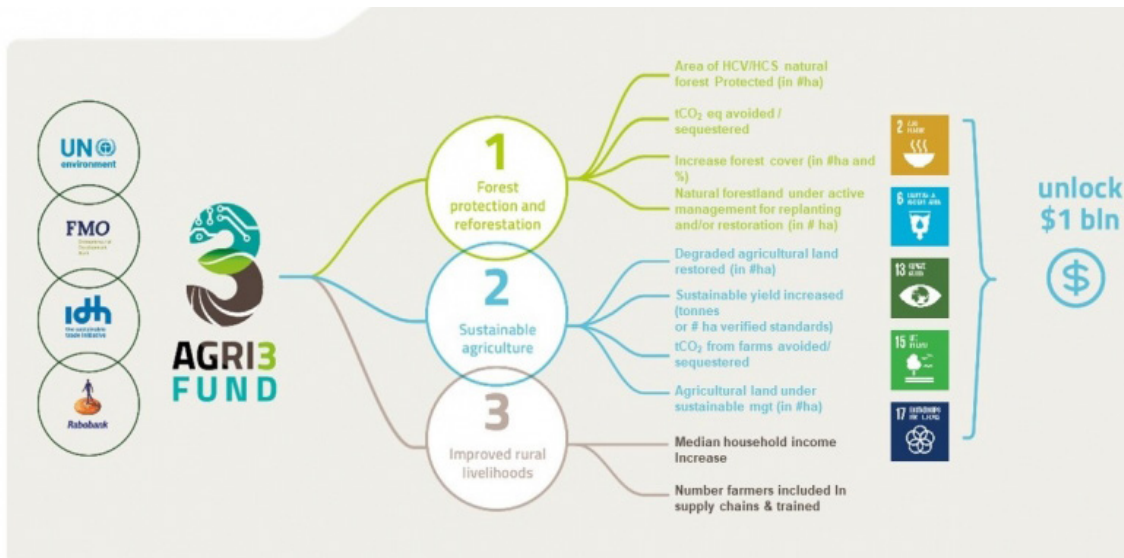 UN
environment
FMO
Entrepreneurial
Development
Bank
idh
the sustainable
trade initiative
Rabobank
AGRI3
FUND
1
Forest
protection and
reforestation
2
Sustainable
agriculture
3
Improved rural
livelihoods
Area of HCV/HCS natural
forest Protected (in #ha)
tCO₂ eq avoided /
sequestered
Increase forest cover (in #ha and
%)
Natural forestland under active
management for replanting
and/or restoration (in # ha)
Degraded agricultural land
restored (in #ha)
Sustainable yield increased
(tonnes
or # ha verified standards)
tCO₂ from farms avoided/
sequestered
Agricultural land under
sustainable mgt (in #ha)
Median household income
Increase
Number farmers included In
supply chains & trained
2
6
13
15
17
unlock
$1 bln
$